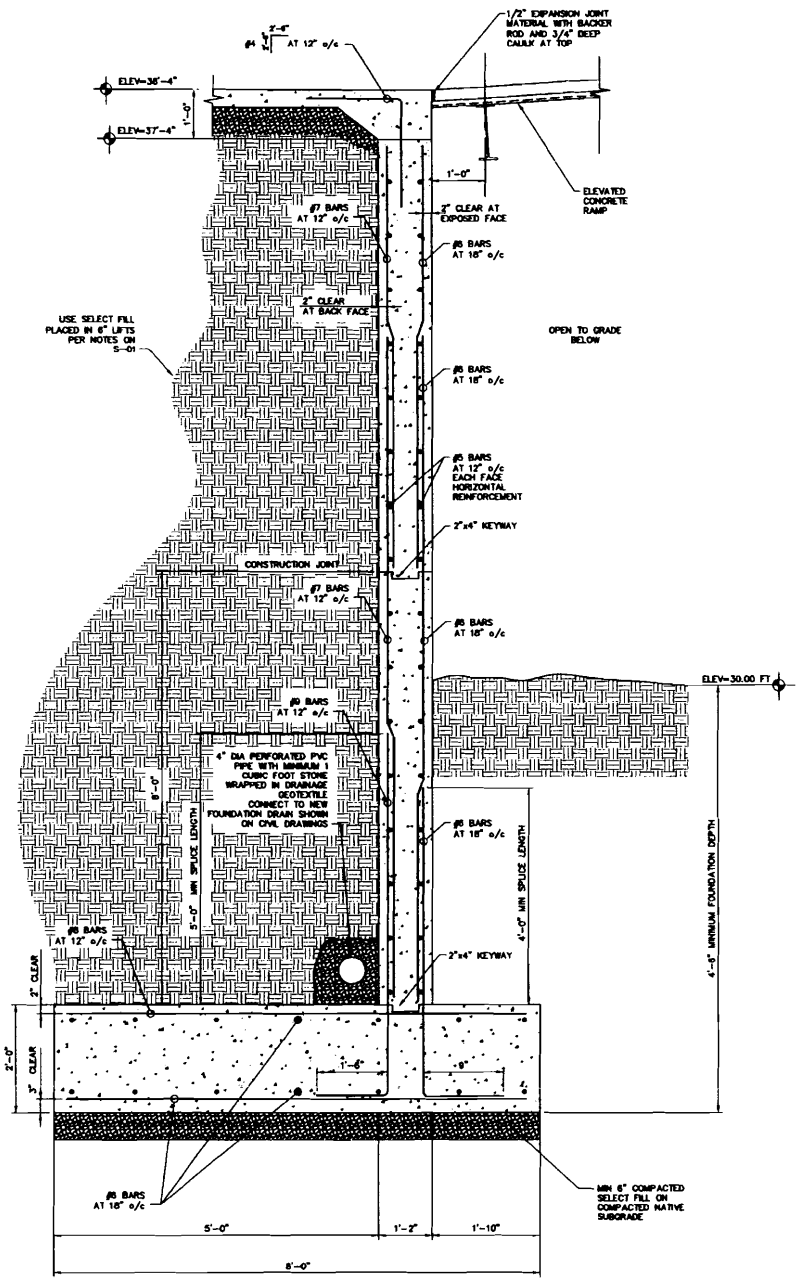 1/2" EXPANSION JOINT
MATERIAL WITH BACKER
ROD AND 3/4" DEEP
CAULK AT TOP
2'-6"
#4 AT 12" o/c
ELEV=38'-4"
1'-0"
ELEV=37'-4"
1'-0"
ELEVATED
CONCRETE
RAMP
#7 BARS
AT 12" o/c
2" CLEAR AT
EXPOSED FACE
#6 BARS
AT 18" o/c
2" CLEAR
AT BACK FACE
USE SELECT FILL
PLACED IN 6" LIFTS
PER NOTES ON
S-01
OPEN TO GRADE
BELOW
#6 BARS
AT 18" o/c
#5 BARS
AT 12" o/c
EACH FACE
HORIZONTAL
REINFORCEMENT
2"x4" KEYWAY
CONSTRUCTION JOINT
#7 BARS
AT 12" o/c
#6 BARS
AT 18" o/c
ELEV=30.00 FT
#9 BARS
AT 12" o/c
4" DIA PERFORATED PVC
PIPE WITH MINIMUM 1
CUBIC FOOT STONE
WRAPPED IN DRAINAGE
GEOTEXTILE
CONNECT TO NEW
FOUNDATION DRAIN SHOWN
ON CIVIL DRAWINGS
8'-0"
5'-0" MIN SPLICE LENGTH
#6 BARS
AT 18" o/c
4'-0" MIN SPLICE LENGTH
4'-6" MINIMUM FOUNDATION DEPTH
#8 BARS
AT 12" o/c
2"x4" KEYWAY
2" CLEAR
2'-0"
3" CLEAR
1'-6"
9"
#6 BARS
AT 18" o/c
MIN 6" COMPACTED
SELECT FILL ON
COMPACTED NATIVE
SUBGRADE
5'-0"
1'-2"
1'-10"
8'-0"